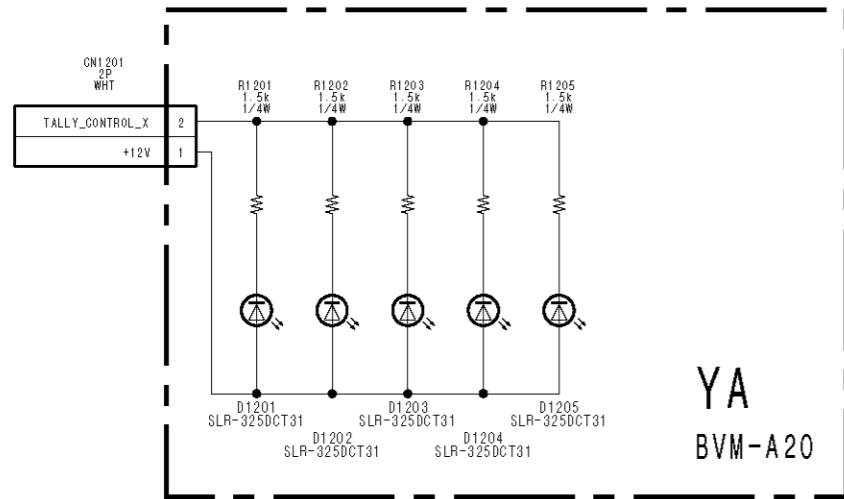 CN1201
2P
WHT
TALLY_CONTROL_X 2
+12V 1
R1201
1.5k
1/4W
R1202
1.5k
1/4W
R1203
1.5k
1/4W
R1204
1.5k
1/4W
R1205
1.5k
1/4W
D1201
SLR-325DCT31
D1202
SLR-325DCT31
D1203
SLR-325DCT31
D1204
SLR-325DCT31
D1205
SLR-325DCT31
YA
BVM-A20